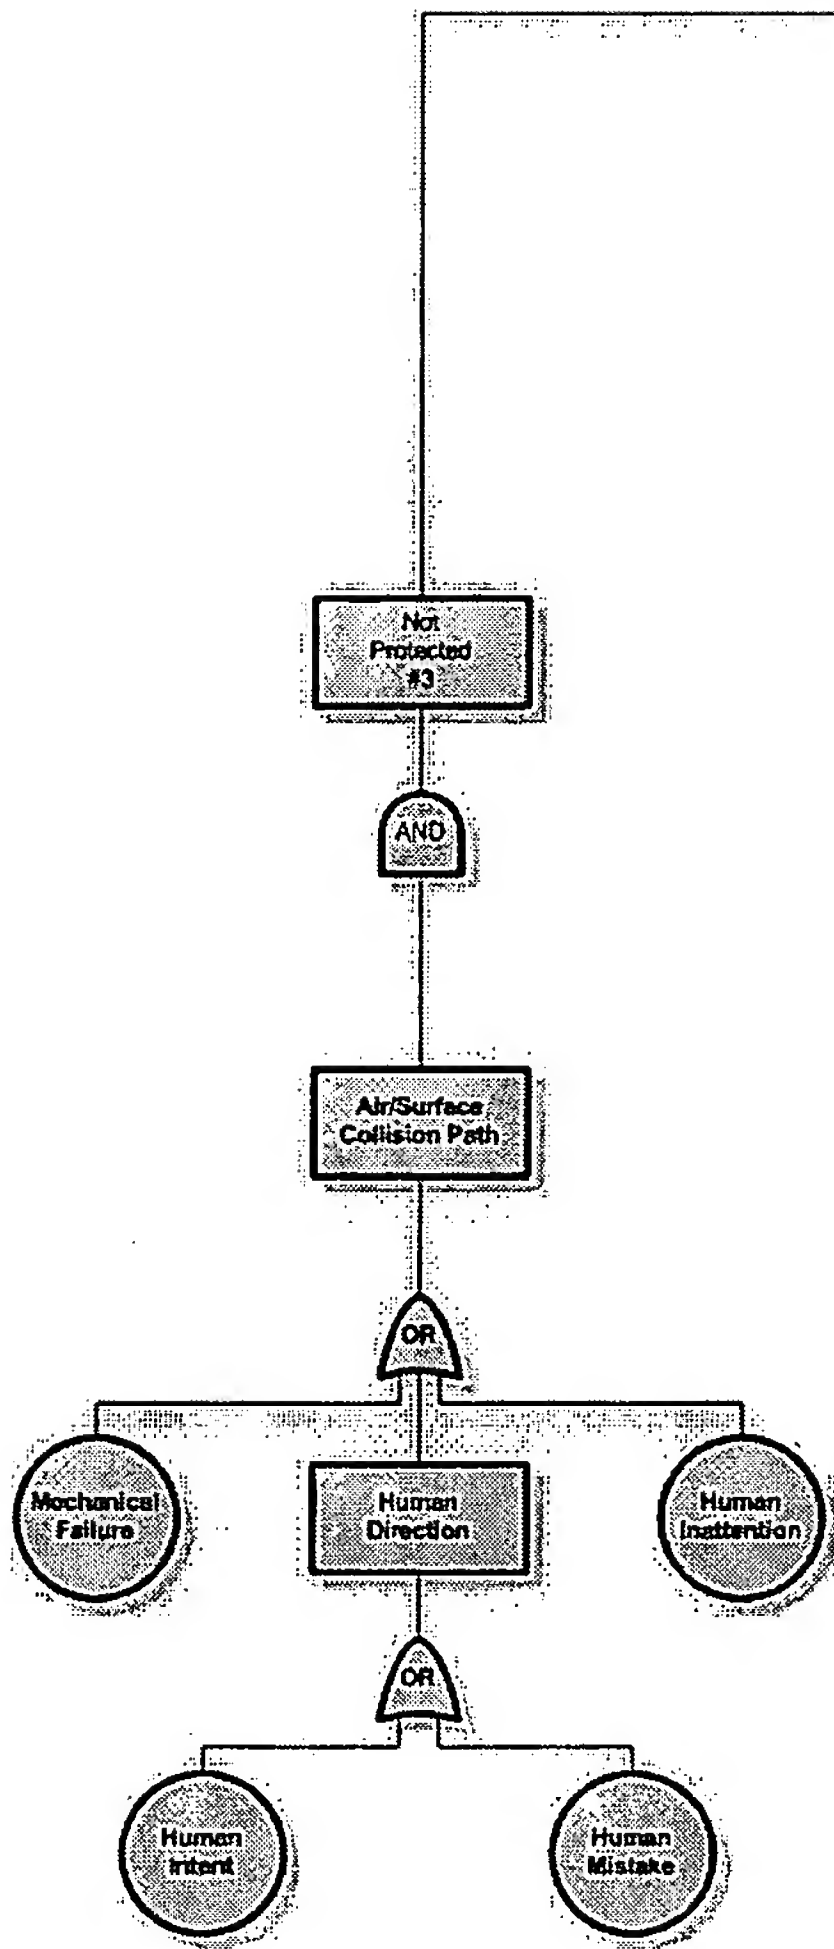 Not
Protected
#3
AND
Air/Surface
Collision Path
OR
Mechanical
Failure
Human
Direction
Human
Inattention
OR
Human
Intent
Human
Mistake